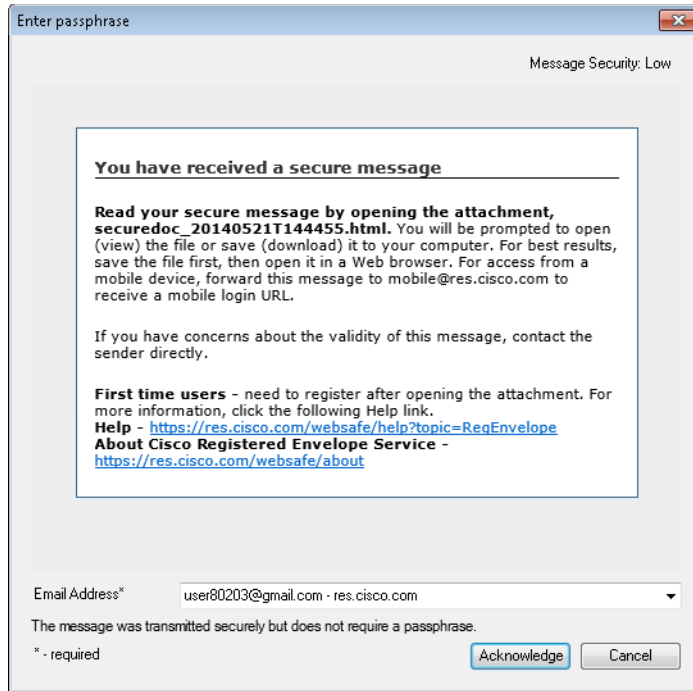 Enter passphrase
Message Security: Low
You have received a secure message
Read your secure message by opening the attachment,
securedoc_20140521T144455.html. You will be prompted to open
(view) the file or save (download) it to your computer. For best results,
save the file first, then open it in a Web browser. For access from a
mobile device, forward this message to mobile@res.cisco.com to
receive a mobile login URL.
If you have concerns about the validity of this message, contact the
sender directly.
First time users - need to register after opening the attachment. For
more information, click the following Help link.
Help - https://res.cisco.com/websafe/help?topic=RegEnvelope
About Cisco Registered Envelope Service -
https://res.cisco.com/websafe/about
Email Address* user80203@gmail.com - res.cisco.com
The message was transmitted securely but does not require a passphrase.
* - required Acknowledge Cancel